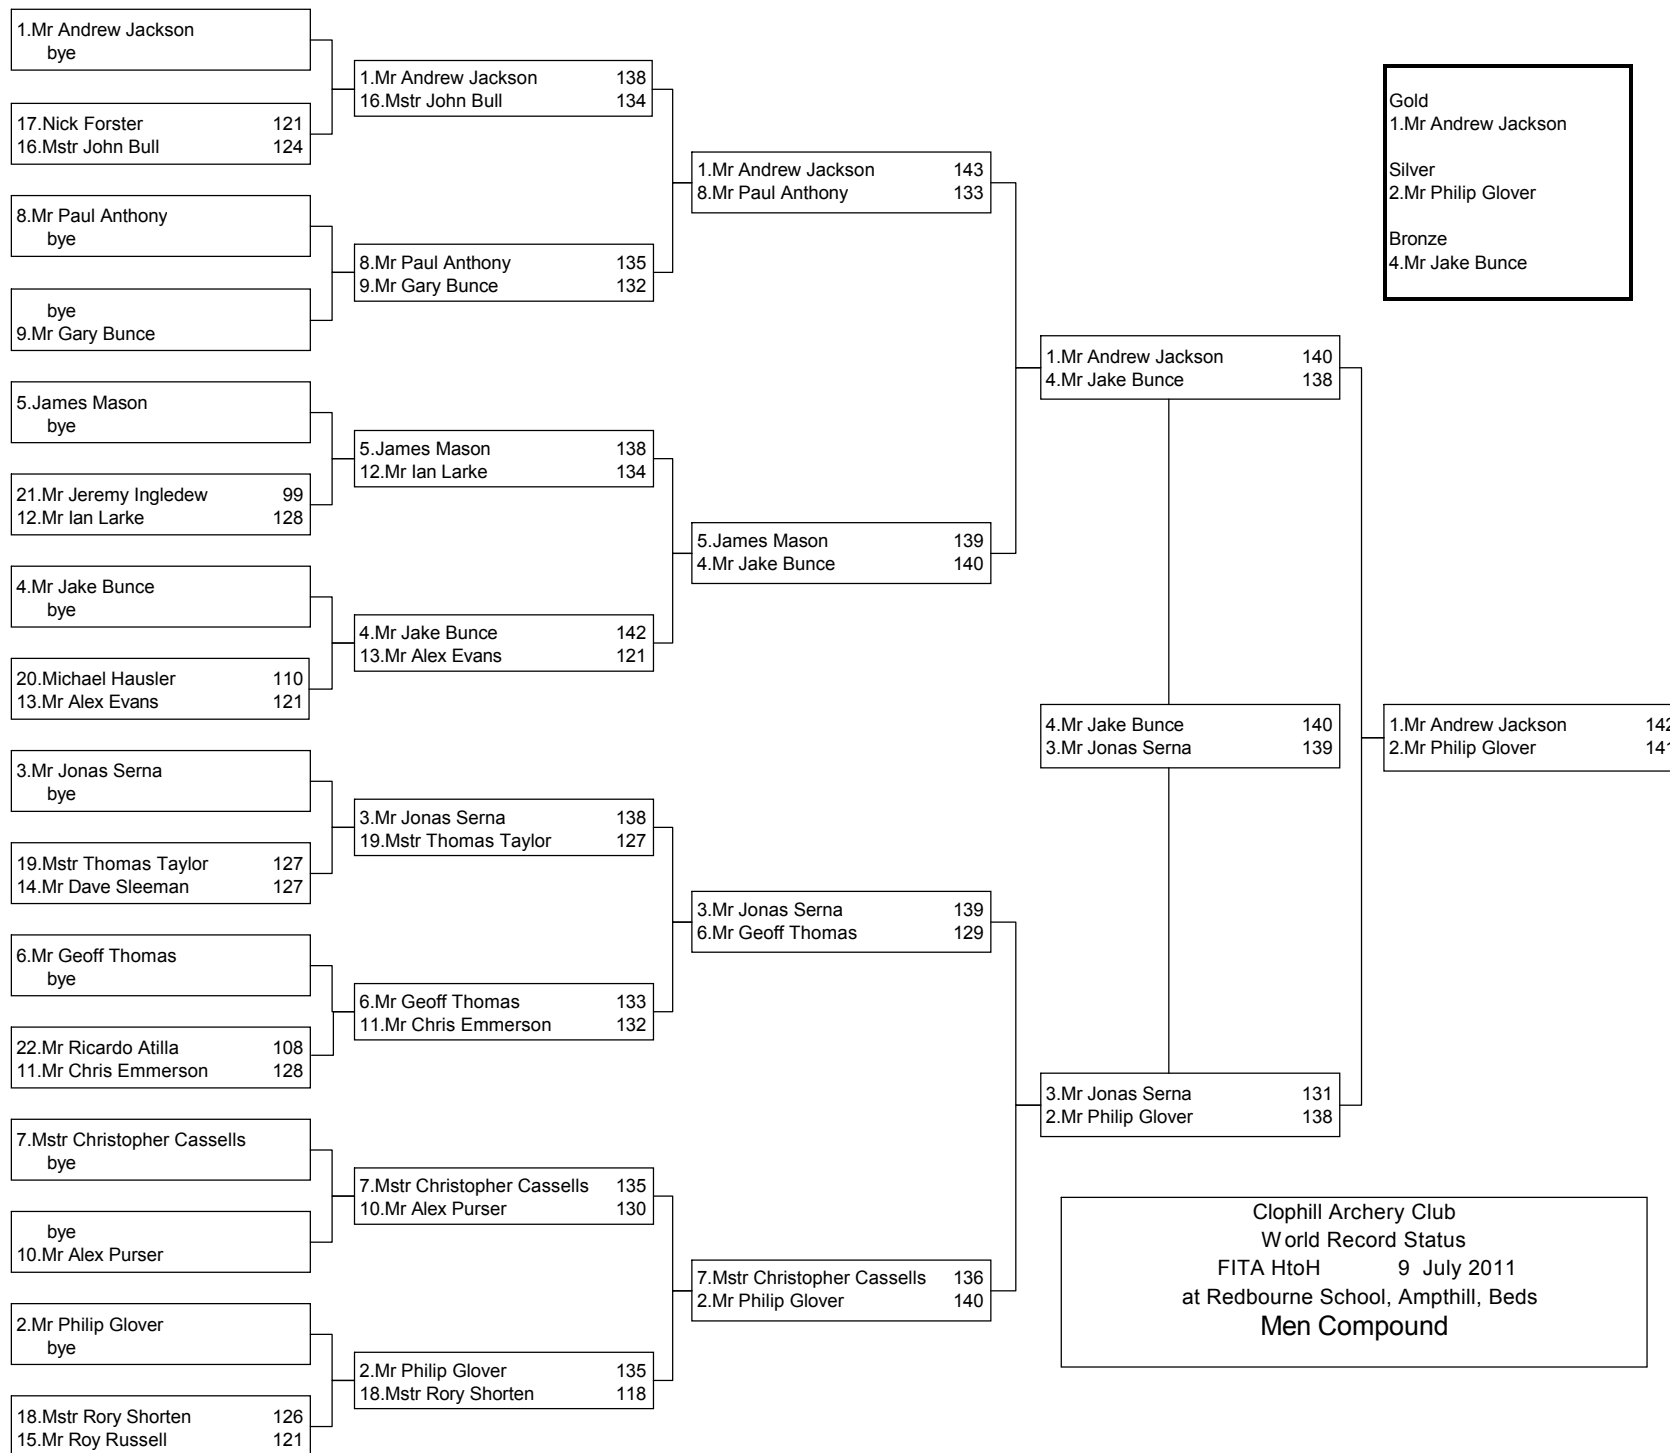 1.Mr Andrew Jackson
bye
17.Nick Forster 121
16.Mstr John Bull 124
8.Mr Paul Anthony
bye
bye
9.Mr Gary Bunce
5.James Mason
bye
21.Mr Jeremy Ingledew 99
12.Mr Ian Larke 128
4.Mr Jake Bunce
bye
20.Michael Hausler 110
13.Mr Alex Evans 121
3.Mr Jonas Serna
bye
19.Mstr Thomas Taylor 127
14.Mr Dave Sleeman 127
6.Mr Geoff Thomas
bye
22.Mr Ricardo Atilla 108
11.Mr Chris Emmerson 128
7.Mstr Christopher Cassells
bye
bye
10.Mr Alex Purser
2.Mr Philip Glover
bye
18.Mstr Rory Shorten 126
15.Mr Roy Russell 121
1.Mr Andrew Jackson 138
16.Mstr John Bull 134
8.Mr Paul Anthony 135
9.Mr Gary Bunce 132
5.James Mason 138
12.Mr Ian Larke 134
4.Mr Jake Bunce 142
13.Mr Alex Evans 121
3.Mr Jonas Serna 138
19.Mstr Thomas Taylor 127
6.Mr Geoff Thomas 133
11.Mr Chris Emmerson 132
7.Mstr Christopher Cassells 135
10.Mr Alex Purser 130
2.Mr Philip Glover 135
18.Mstr Rory Shorten 118
1.Mr Andrew Jackson 143
8.Mr Paul Anthony 133
5.James Mason 139
4.Mr Jake Bunce 140
3.Mr Jonas Serna 139
6.Mr Geoff Thomas 129
7.Mstr Christopher Cassells 136
2.Mr Philip Glover 140
1.Mr Andrew Jackson 140
4.Mr Jake Bunce 138
4.Mr Jake Bunce 140
3.Mr Jonas Serna 139
3.Mr Jonas Serna 131
2.Mr Philip Glover 138
1.Mr Andrew Jackson 142
2.Mr Philip Glover 141
Gold
1.Mr Andrew Jackson
Silver
2.Mr Philip Glover
Bronze
4.Mr Jake Bunce
Clophill Archery Club
World Record Status
FITA HtoH 9 July 2011
at Redbourne School, Ampthill, Beds
Men Compound